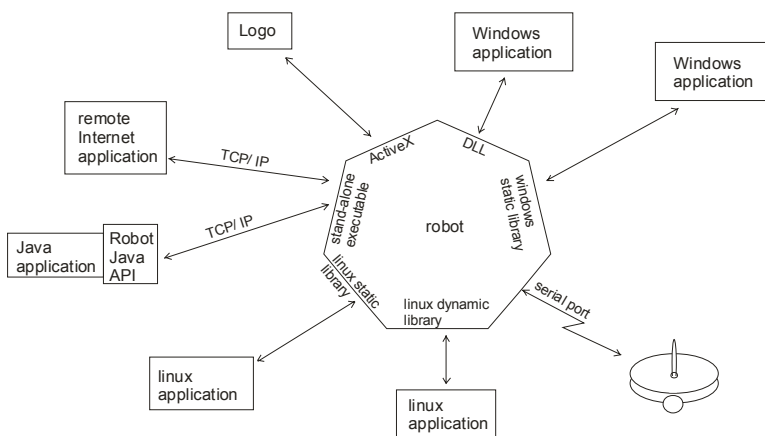 Logo
Windows
application
Windows
application
remote
Internet
application
TCP/ IP
ActiveX
DLL
stand-alone
executable
windows
static library
TCP/ IP
robot
Java
application
Robot
Java
API
linux static
library
linux dynamic
library
serial port
linux
application
linux
application